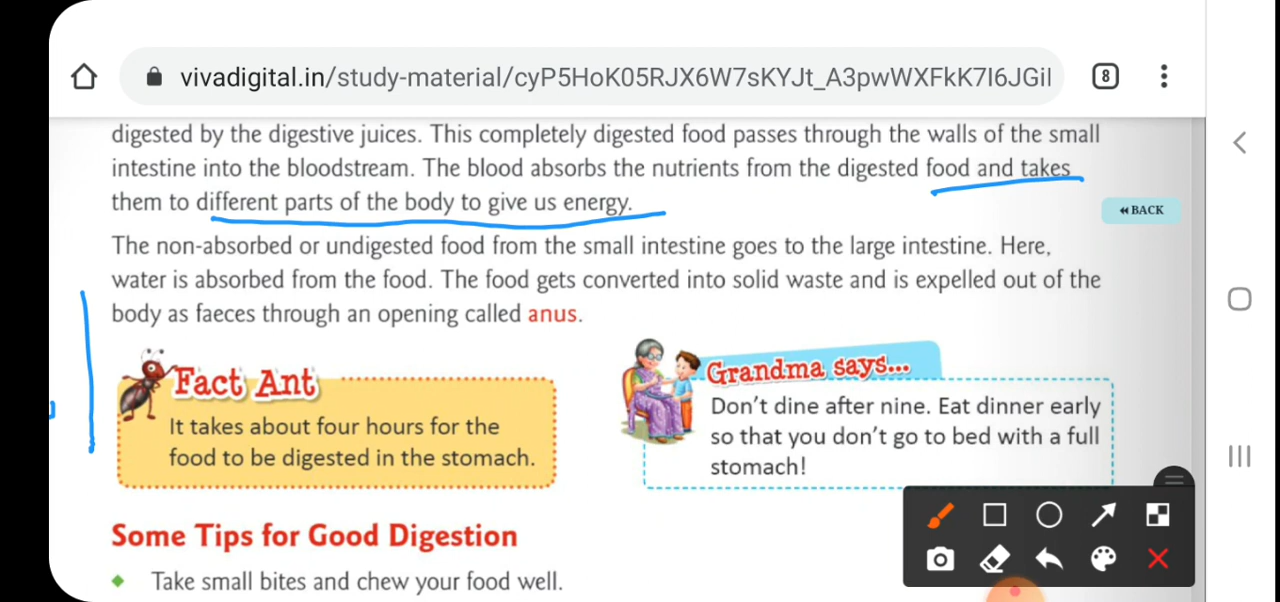 vivadigital.in/study-material/cyP5HoK05RJX6W7sKYJt_A3pwWXFkK7I6JGiI
8
digested by the digestive juices. This completely digested food passes through the walls of the small
intestine into the bloodstream. The blood absorbs the nutrients from the digested food and takes
them to different parts of the body to give us energy.
BACK
The non-absorbed or undigested food from the small intestine goes to the large intestine. Here,
water is absorbed from the food. The food gets converted into solid waste and is expelled out of the
body as faeces through an opening called anus.
Fact Ant
It takes about four hours for the
food to be digested in the stomach.
Grandma says...
Don't dine after nine. Eat dinner early
so that you don't go to bed with a full
stomach!
Some Tips for Good Digestion
Take small bites and chew your food well.